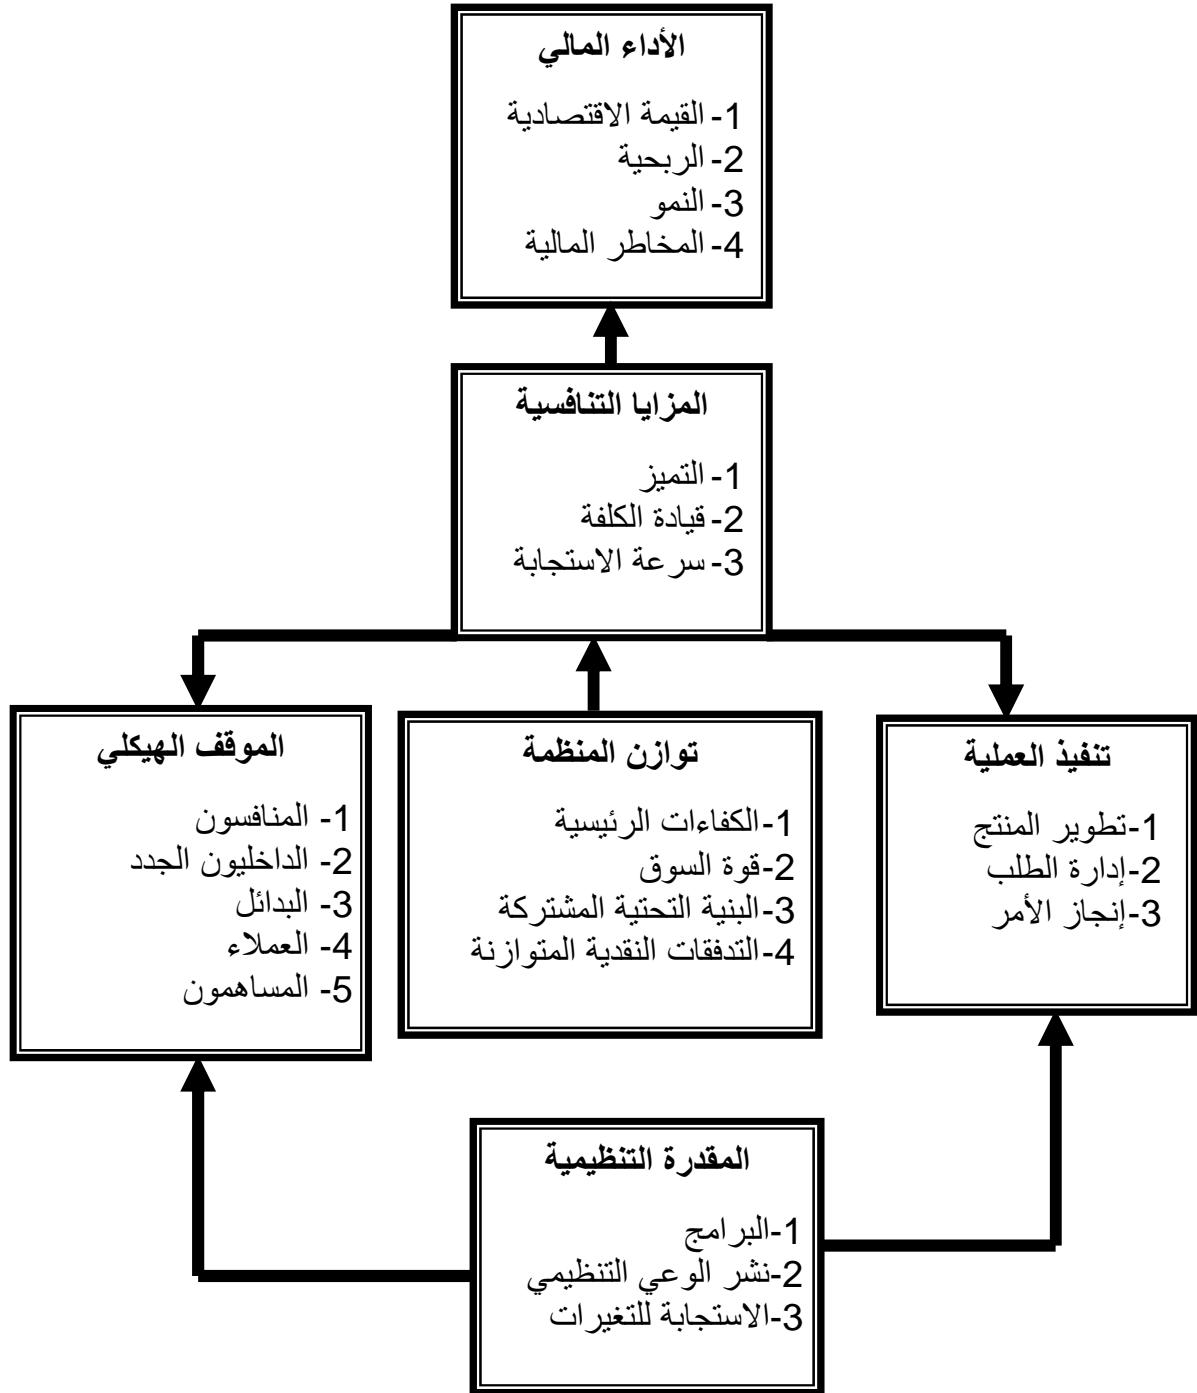 الأداء المالي
1- القيمة الاقتصادية
2- الربحية
3- النمو
4- المخاطر المالية
المزايا التنافسية
1- التميز
2- قيادة الكلفة
3- سرعة الاستجابة
تنفيذ العملية
1-تطوير المنتج
2-إدارة الطلب
3-إنجاز الأمر
توازن المنظمة
1-الكفاءات الرئيسية
2-قوة السوق
3-البنية التحتية المشتركة
4-التدفقات النقدية المتوازنة
الموقف الهيكلي
1- المنافسون
2- الداخليون الجدد
3- البدائل
4- العملاء
5- المساهمون
المقدرة التنظيمية
1-البرامج
2-نشر الوعي التنظيمي
3-الاستجابة للتغيرات